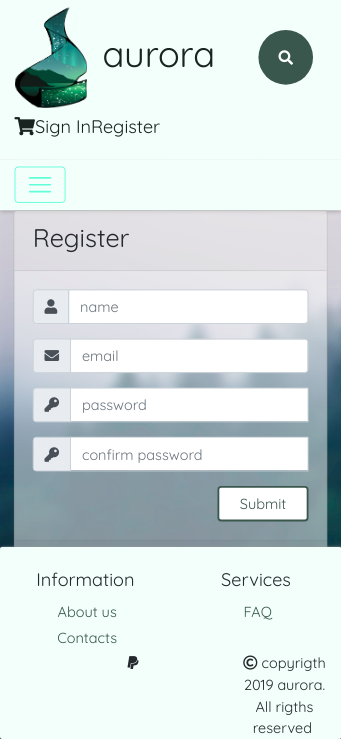 aurora
Sign InRegister
Register
name
email
password
confirm password
Submit
Information
Services
About us
FAQ
Contacts
© copyrigth
2019 aurora.
All rigths
reserved